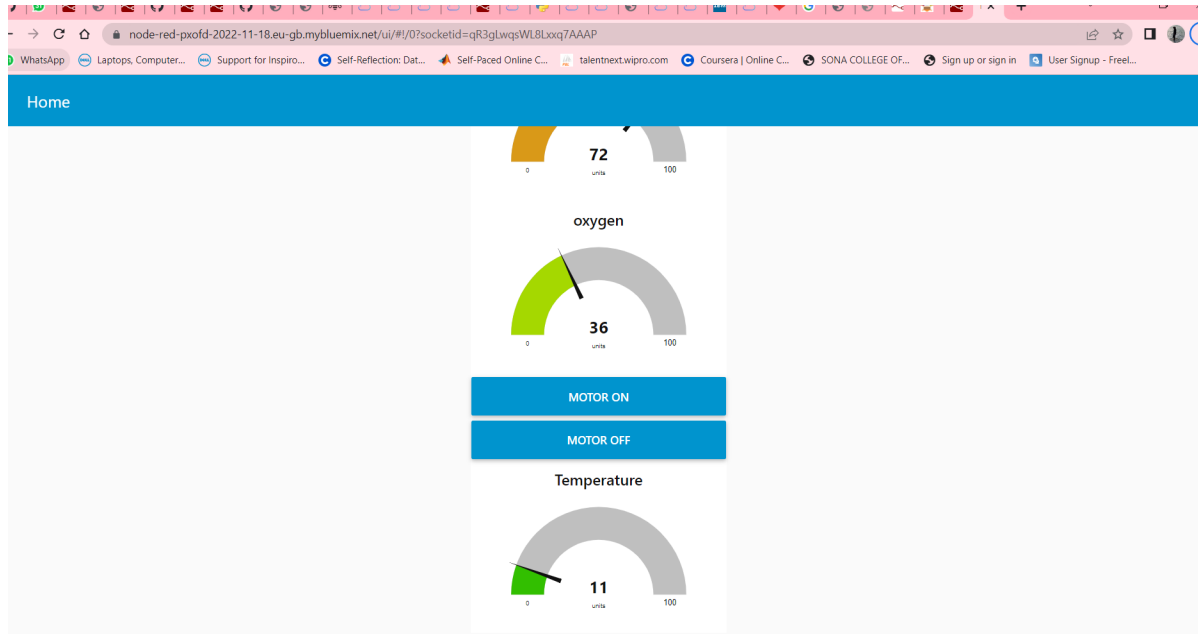 node-red-pxofd-2022-11-18.eu-gb.mybluemix.net/ui/#!/0?socketid=qR3gLwqsWL8Lxxq7AAAP
WhatsApp Laptops, Computer... Support for Inspiro... Self-Reflection: Dat... Self-Paced Online C... talentnext.wipro.com Coursera | Online C... SONA COLLEGE OF... Sign up or sign in User Signup - Freel...
Home
72
0 units 100
oxygen
36
0 units 100
MOTOR ON
MOTOR OFF
Temperature
11
0 units 100